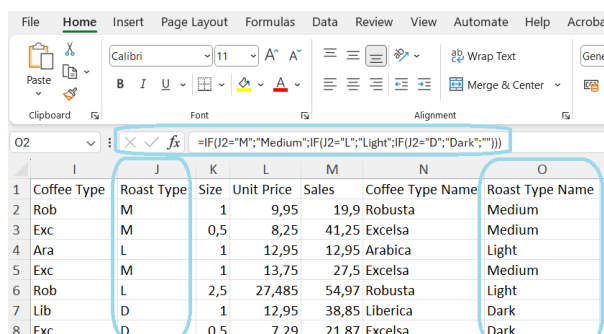 File Home Insert Page Layout Formulas Data Review View Automate Help Acroba
Calibri 11 A^ A˅ ab Wrap Text Gene
Paste B I U A Merge & Center
Clipboard Font Alignment
O2 fx =IF(J2="M";"Medium";IF(J2="L";"Light";IF(J2="D";"Dark";"")))
I J K L M N O
1 Coffee Type Roast Type Size Unit Price Sales Coffee Type Name Roast Type Name
2 Rob M 1 9,95 19,9 Robusta Medium
3 Exc M 0,5 8,25 41,25 Excelsa Medium
4 Ara L 1 12,95 12,95 Arabica Light
5 Exc M 1 13,75 27,5 Excelsa Medium
6 Rob L 2,5 27,485 54,97 Robusta Light
7 Lib D 1 12,95 38,85 Liberica Dark
8 Exc D 0,5 7,29 21,87 Excelsa Dark